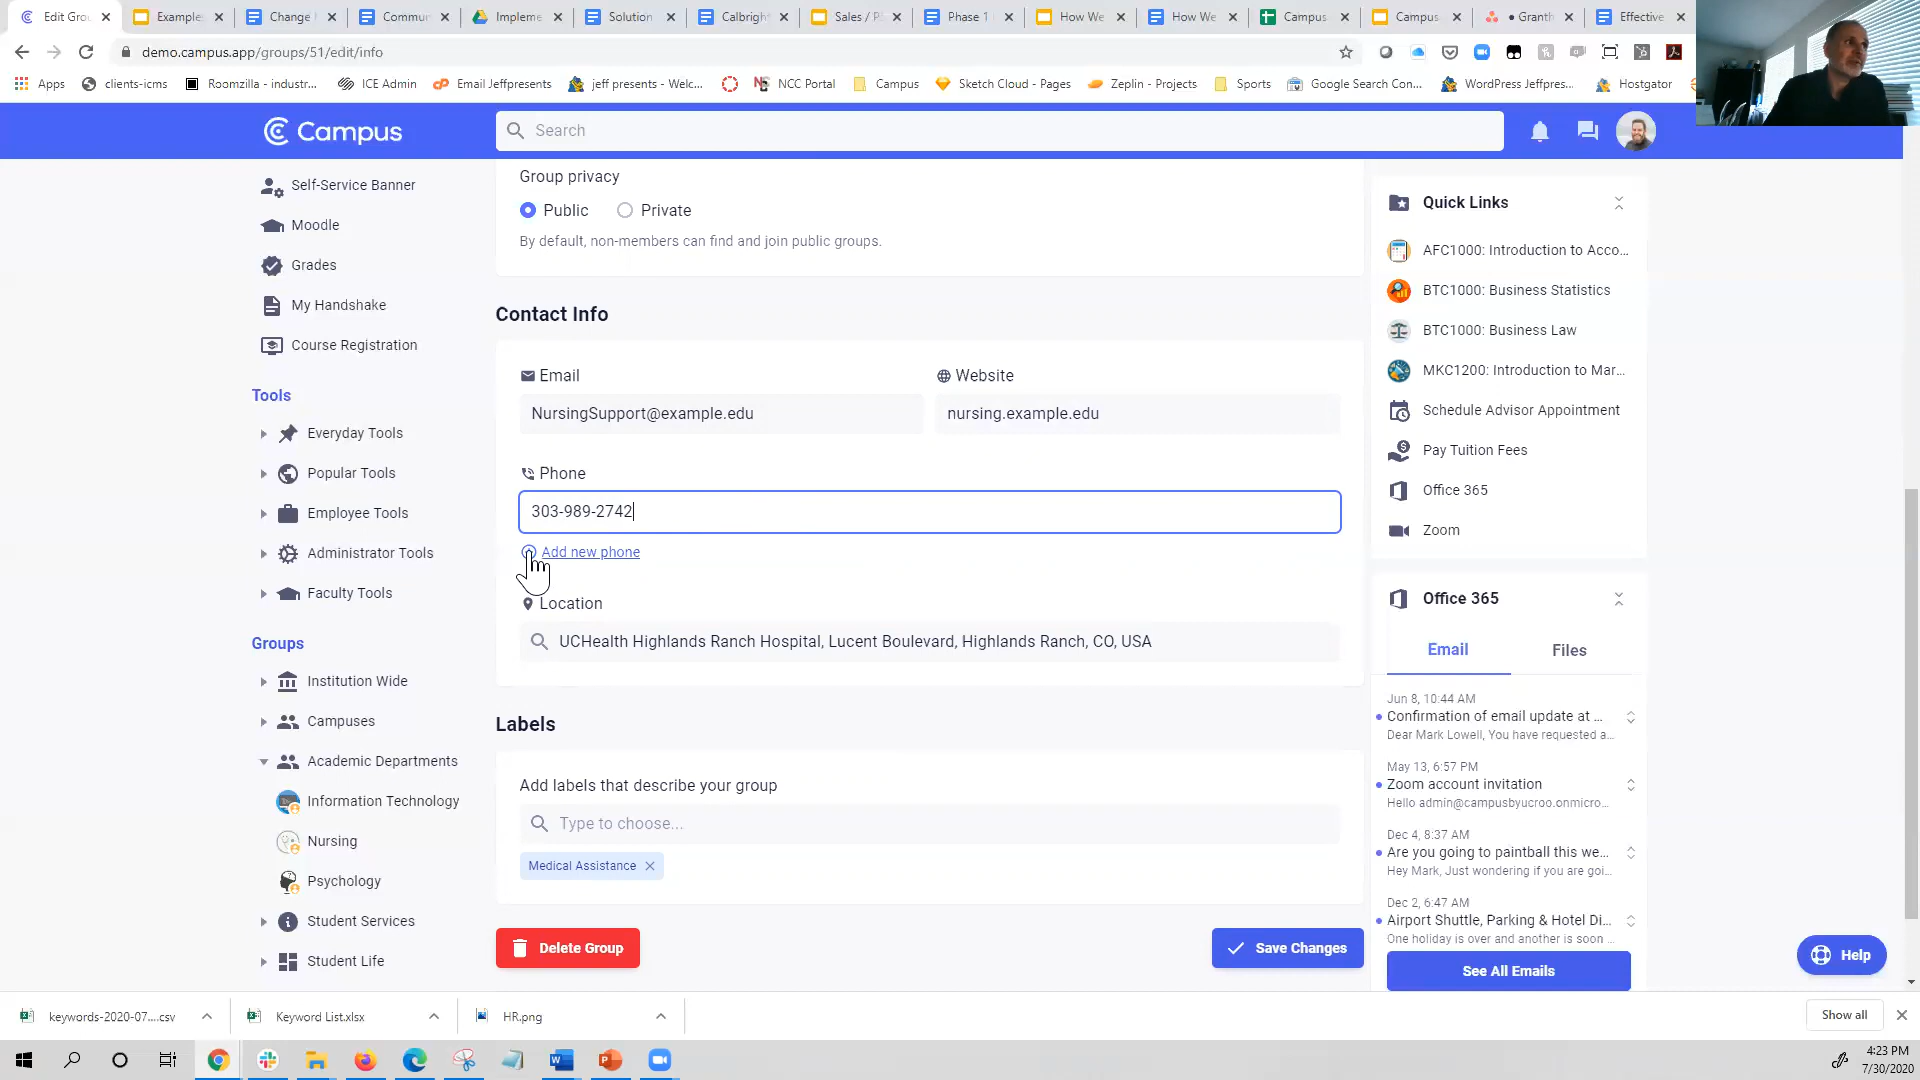 Edit Grou
Example
Change
Commun
Impleme
Solution
Calbrigh
Sales / P
Phase 1
How We
How We
Campus
Campus
• Granth
Effective
demo.campus.app/groups/51/edit/info
Apps
clients-icms
Roomzilla - industr...
ICE Admin
Email Jeffpresents
jeff presents - Welc...
NCC Portal
Campus
Sketch Cloud - Pages
Zeplin - Projects
Sports
Google Search Con...
WordPress Jeffpres...
Hostgator
Campus
Search
Self-Service Banner
Moodle
Grades
My Handshake
Course Registration
Tools
Everyday Tools
Popular Tools
Employee Tools
Administrator Tools
Faculty Tools
Groups
Institution Wide
Campuses
Academic Departments
Information Technology
Nursing
Psychology
Student Services
Student Life
Group privacy
Public
Private
By default, non-members can find and join public groups.
Contact Info
Email
Website
NursingSupport@example.edu
nursing.example.edu
Phone
303-989-2742
Add new phone
Location
UCHealth Highlands Ranch Hospital, Lucent Boulevard, Highlands Ranch, CO, USA
Labels
Add labels that describe your group
Type to choose...
Medical Assistance
Delete Group
Save Changes
Quick Links
AFC1000: Introduction to Acco...
BTC1000: Business Statistics
BTC1000: Business Law
MKC1200: Introduction to Mar...
Schedule Advisor Appointment
Pay Tuition Fees
Office 365
Zoom
Office 365
Email
Files
Jun 8, 10:44 AM
Confirmation of email update at ...
Dear Mark Lowell, You have requested a...
May 13, 6:57 PM
Zoom account invitation
Hello admin@campusbyucroo.onmicro...
Dec 4, 8:37 AM
Are you going to paintball this we...
Hey Mark, Just wondering if you are goi...
Dec 2, 6:47 AM
Airport Shuttle, Parking & Hotel Di...
One holiday is over and another is soon ...
See All Emails
Help
keywords-2020-07....csv
Keyword List.xlsx
HR.png
Show all
4:23 PM
7/30/2020